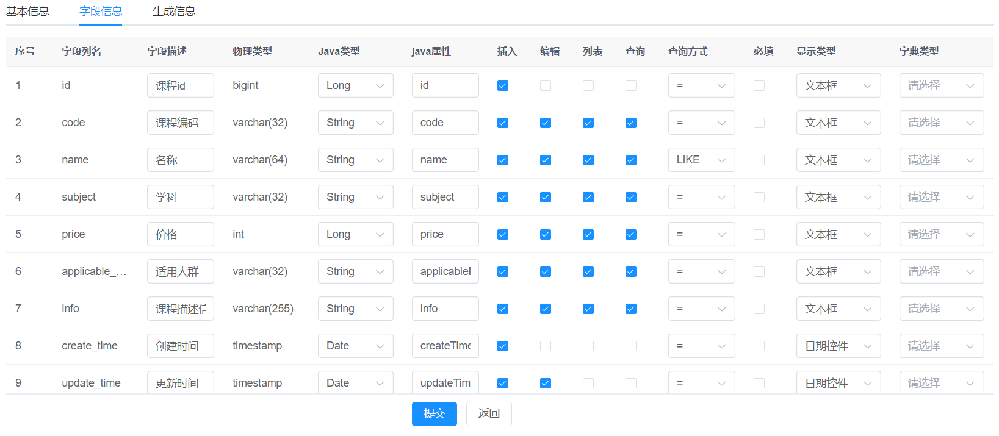 基本信息 字段信息 生成信息
序号 字段列名 字段描述 物理类型 Java类型 java属性 插入 编辑 列表 查询 查询方式 必填 显示类型 字典类型
1 id 课程id bigint Long id = 文本框 请选择
2 code 课程编码 varchar(32) String code = 文本框 请选择
3 name 名称 varchar(64) String name LIKE 文本框 请选择
4 subject 学科 varchar(32) String subject = 文本框 请选择
5 price 价格 int Long price = 文本框 请选择
6 applicable_… 适用人群 varchar(32) String applicable = 文本框 请选择
7 info 课程描述信 varchar(255) String info = 文本框 请选择
8 create_time 创建时间 timestamp Date createTime = 日期控件 请选择
9 update_time 更新时间 timestamp Date updateTim = 日期控件 请选择
提交 返回